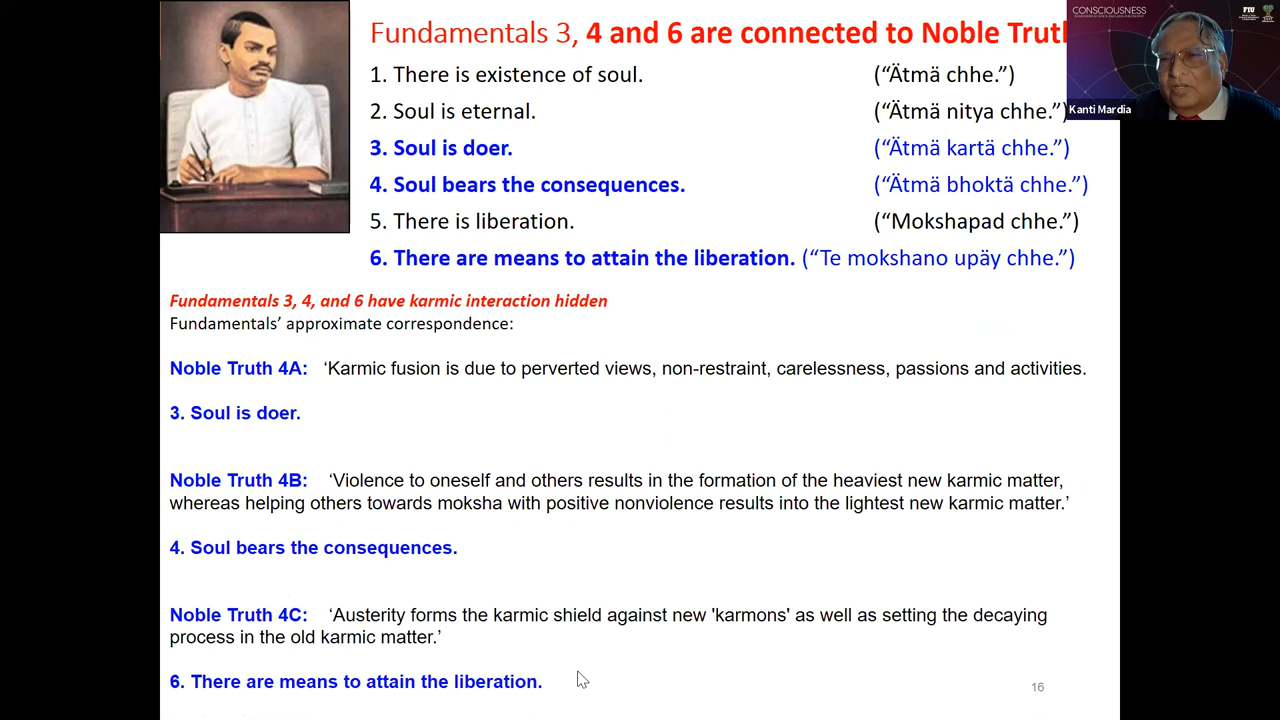 Fundamentals 3, 4 and 6 are connected to Noble Trut
1. There is existence of soul. (“Ätmä chhe.”)
2. Soul is eternal. (“Ätmä nitya chhe.”)
3. Soul is doer. (“Ätmä kartä chhe.”)
4. Soul bears the consequences. (“Ätmä bhoktä chhe.”)
5. There is liberation. (“Mokshapad chhe.”)
6. There are means to attain the liberation. (“Te mokshano upäy chhe.”)
CONSCIOUSNESS
FIU
Kanti Mardia
Fundamentals 3, 4, and 6 have karmic interaction hidden
Fundamentals’ approximate correspondence:
Noble Truth 4A: ‘Karmic fusion is due to perverted views, non-restraint, carelessness, passions and activities.
3. Soul is doer.
Noble Truth 4B: ‘Violence to oneself and others results in the formation of the heaviest new karmic matter,
whereas helping others towards moksha with positive nonviolence results into the lightest new karmic matter.’
4. Soul bears the consequences.
Noble Truth 4C: ‘Austerity forms the karmic shield against new 'karmons' as well as setting the decaying
process in the old karmic matter.’
6. There are means to attain the liberation.
16